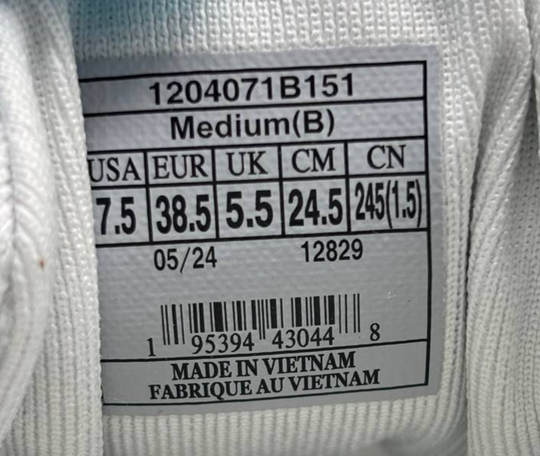 1204071B151
Medium(B)
USA EUR UK CM CN
7.5 38.5 5.5 24.5 245(1.5)
05/24 12829
1 95394 43044 8
MADE IN VIETNAM
FABRIQUE AU VIETNAM